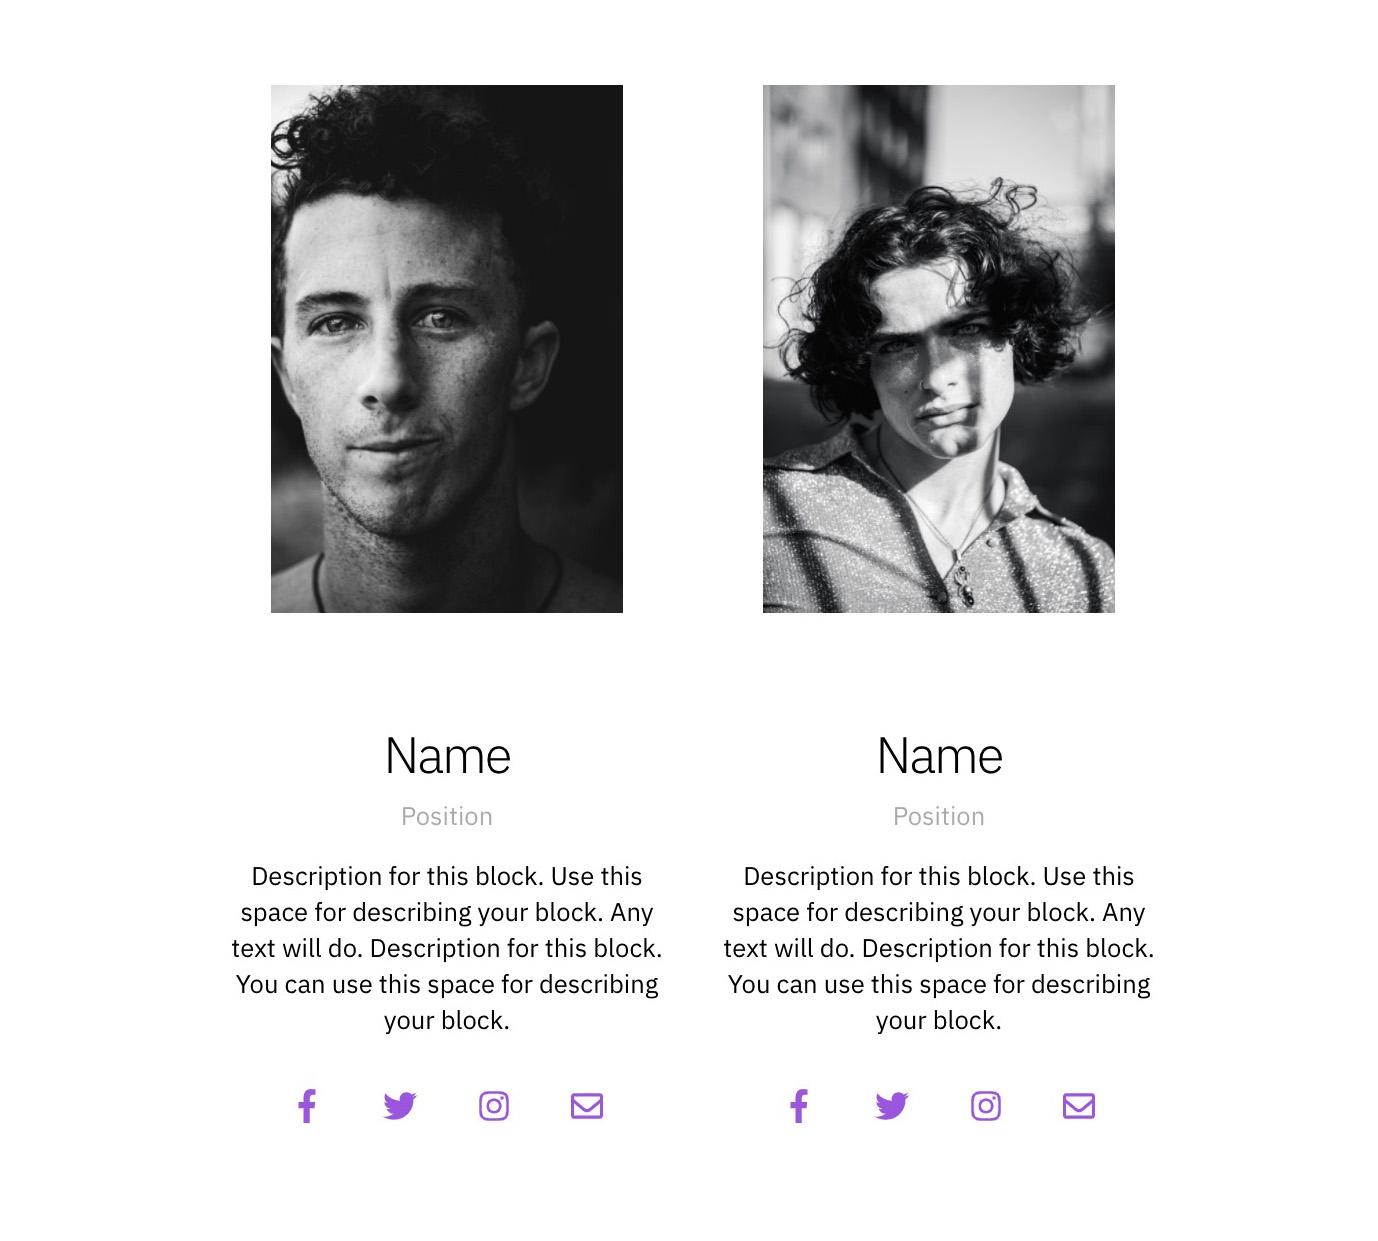 Name
Position
Description for this block. Use this
space for describing your block. Any
text will do. Description for this block.
You can use this space for describing
your block.
Name
Position
Description for this block. Use this
space for describing your block. Any
text will do. Description for this block.
You can use this space for describing
your block.